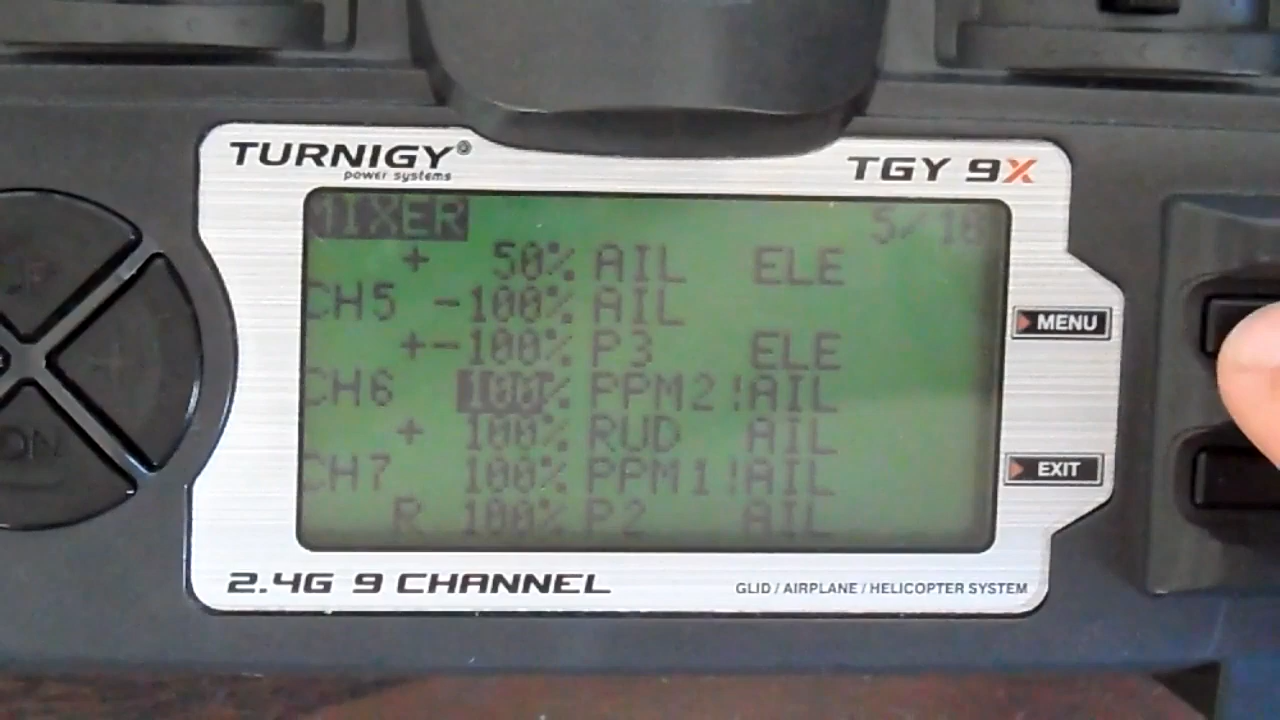 TURNIGY®
power systems
TGY 9X
MIXER 5/10
+ 50% AIL ELE
CH5 -100% AIL
+-100% P3 ELE
CH6 100% PPM2!AIL
+ 100% RUD AIL
CH7 100% PPM1!AIL
R 100% P2 AIL
MENU
EXIT
2.4G 9 CHANNEL
GLID / AIRPLANE / HELICOPTER SYSTEM